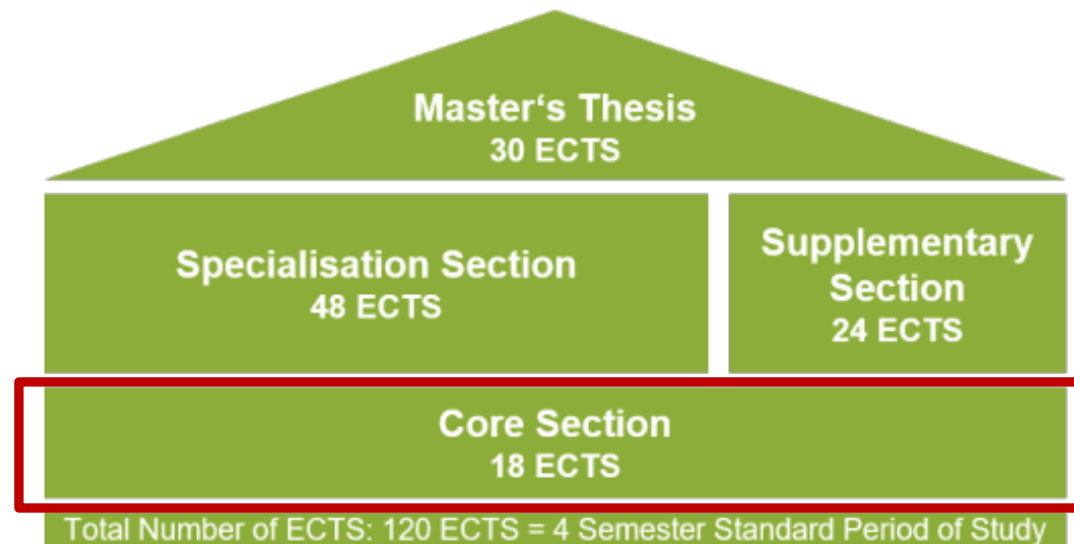 Master‘s Thesis
30 ECTS
Specialisation Section
48 ECTS
Supplementary
Section
24 ECTS
Core Section
18 ECTS
Total Number of ECTS: 120 ECTS = 4 Semester Standard Period of Study